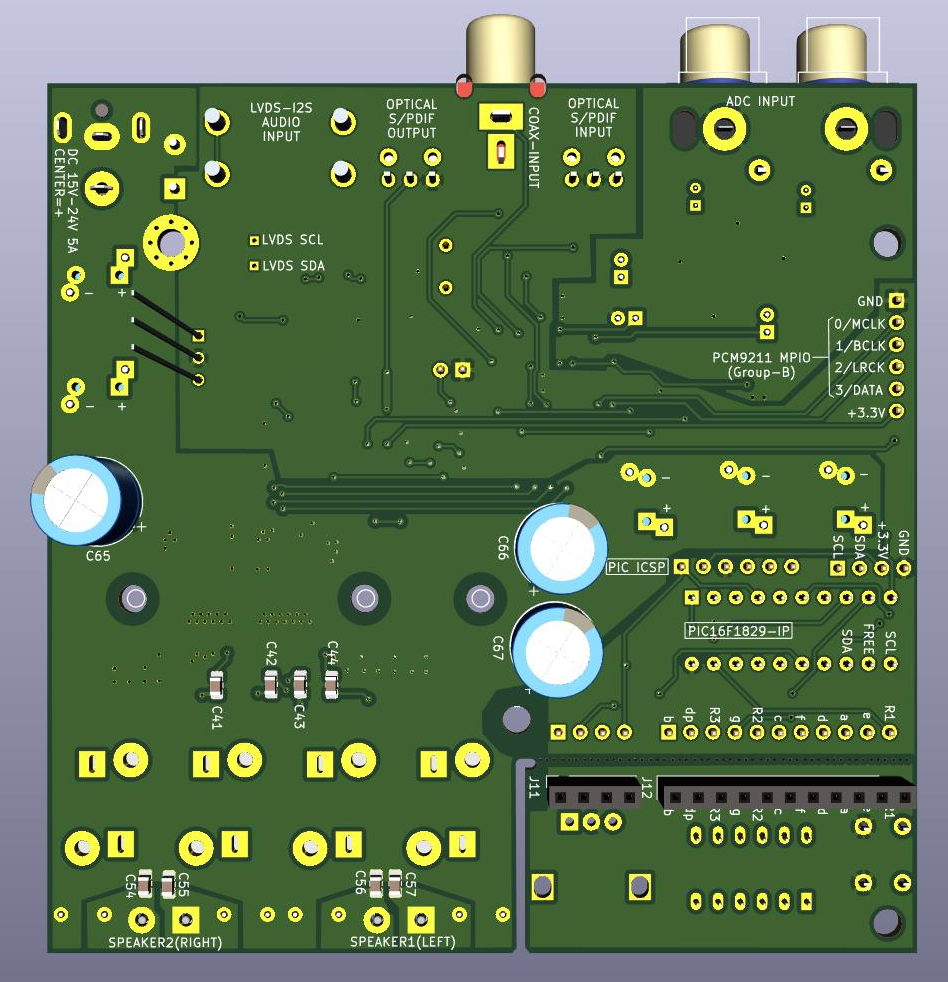 LVDS-I2S
AUDIO
INPUT
OPTICAL
S/PDIF
OUTPUT
COAX-INPUT
OPTICAL
S/PDIF
INPUT
ADC INPUT
DC 15V-24V 5A
CENTER=+
LVDS SCL
LVDS SDA
- +
- +
GND
0/MCLK
1/BCLK
2/LRCK
3/DATA
+3.3V
PCM9211 MPIO
(Group-B)
- - -
+ + +
+
C65
C66
+
C67
PIC ICSP
SCL
SDA
+3.3V
GND
PIC16F1829-IP
SDA
FREE
SCL
C41
C42
C43
C44
b
dp
R3
g
R2
c
f
d
a
e
R1
J11
J12
b
dp
R3
g
R2
c
f
d
a
e
R1
C54
C55
C56
C57
SPEAKER2(RIGHT)
SPEAKER1(LEFT)